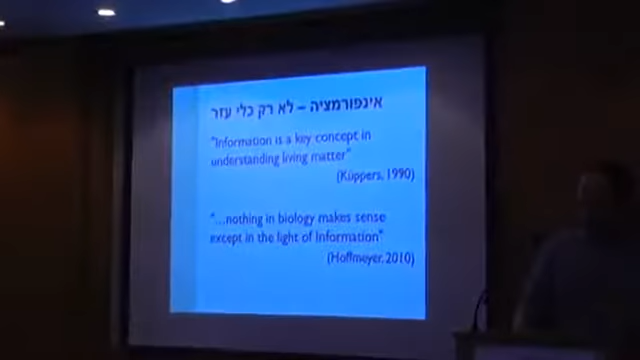 אינפורמציה – לא רק כלי עזר
"Information is a key concept in
understanding living matter"
(Küppers, 1990)
"...nothing in biology makes sense
except in the light of Information"
(Hoffmeyer, 2010)